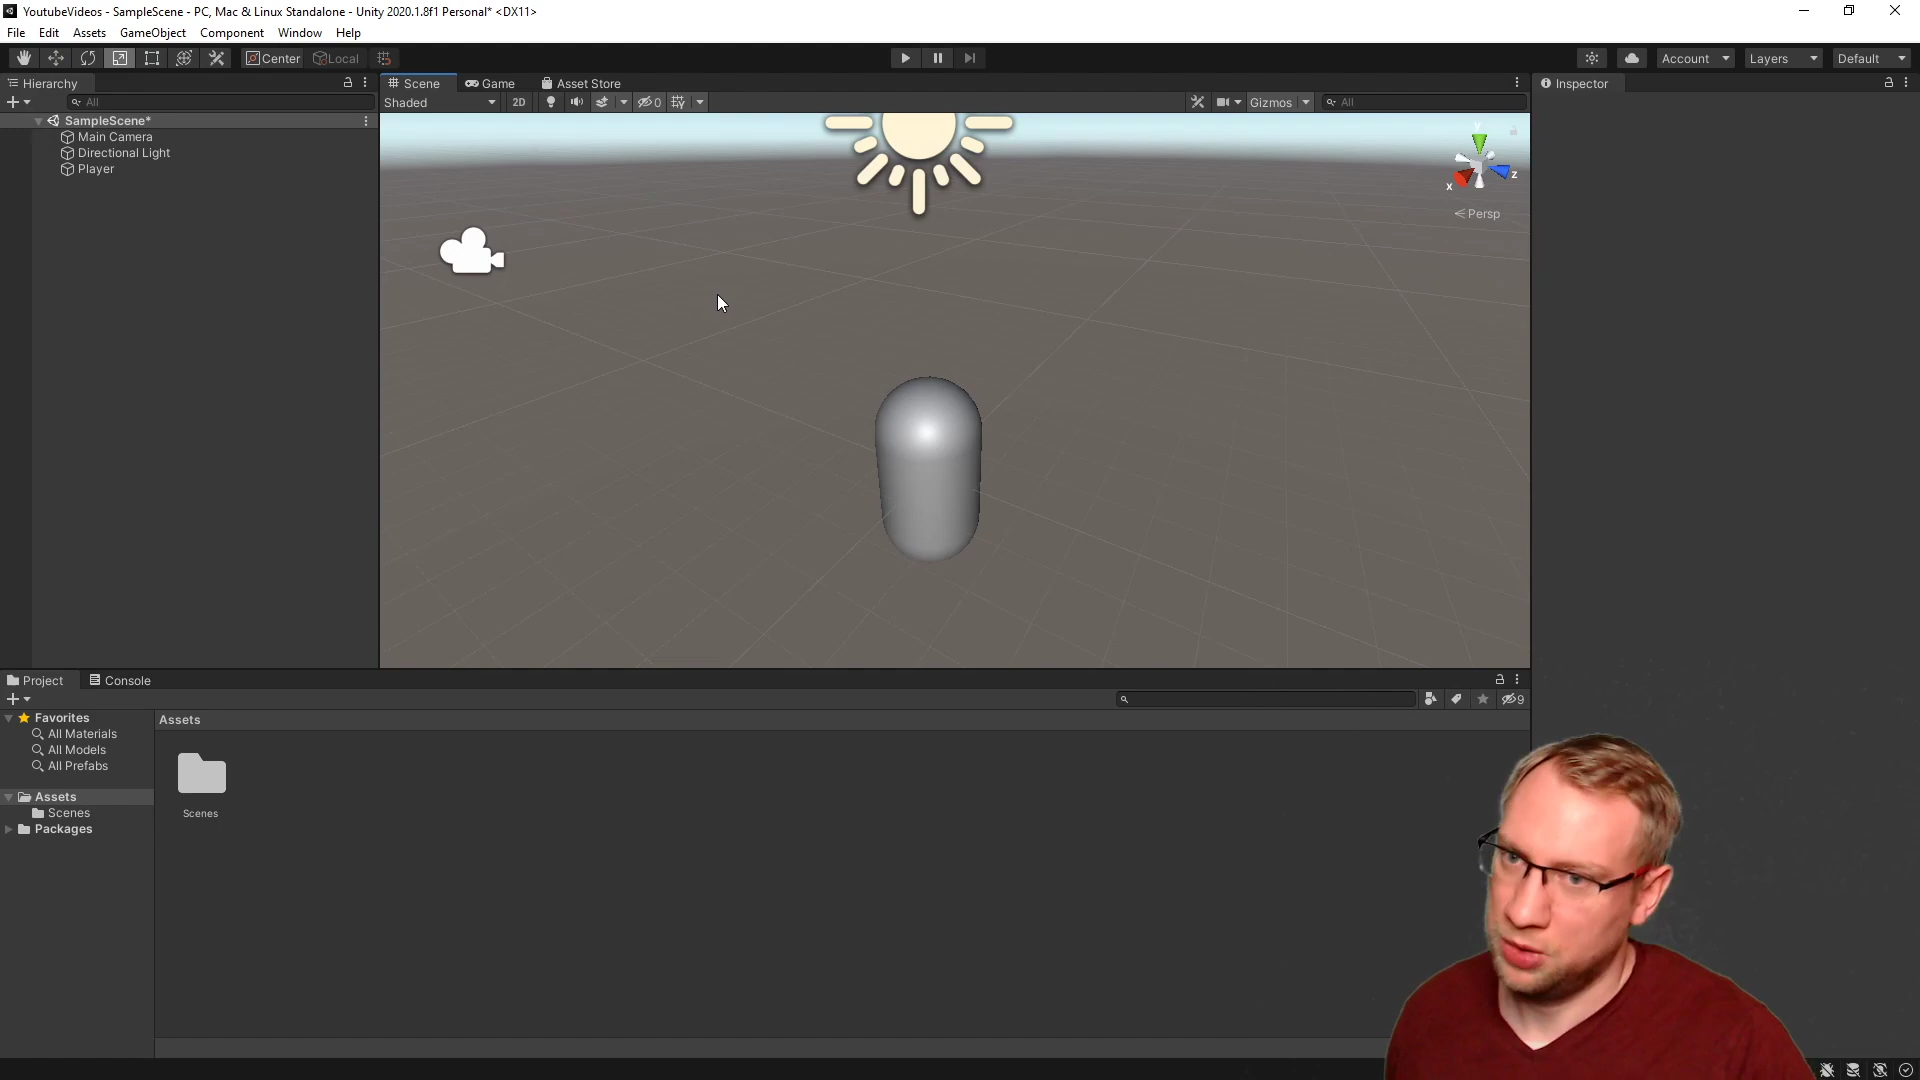 YoutubeVideos - SampleScene - PC, Mac & Linux Standalone - Unity 2020.1.8f1 Personal* <DX11>
File Edit Assets GameObject Component Window Help
Center Local Account Layers Default
Hierarchy
All
SampleScene*
Main Camera
Directional Light
Player
Scene Game Asset Store
Shaded 2D 0 Gizmos All
y
x z
Persp
Inspector
Project Console
9
Favorites
All Materials
All Models
All Prefabs
Assets
Scenes
Packages
Assets
Scenes